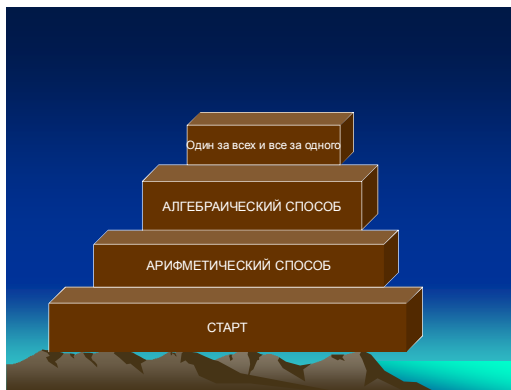 Один за всех и все за одного
АЛГЕБРАИЧЕСКИЙ СПОСОБ
АРИФМЕТИЧЕСКИЙ СПОСОБ
СТАРТ